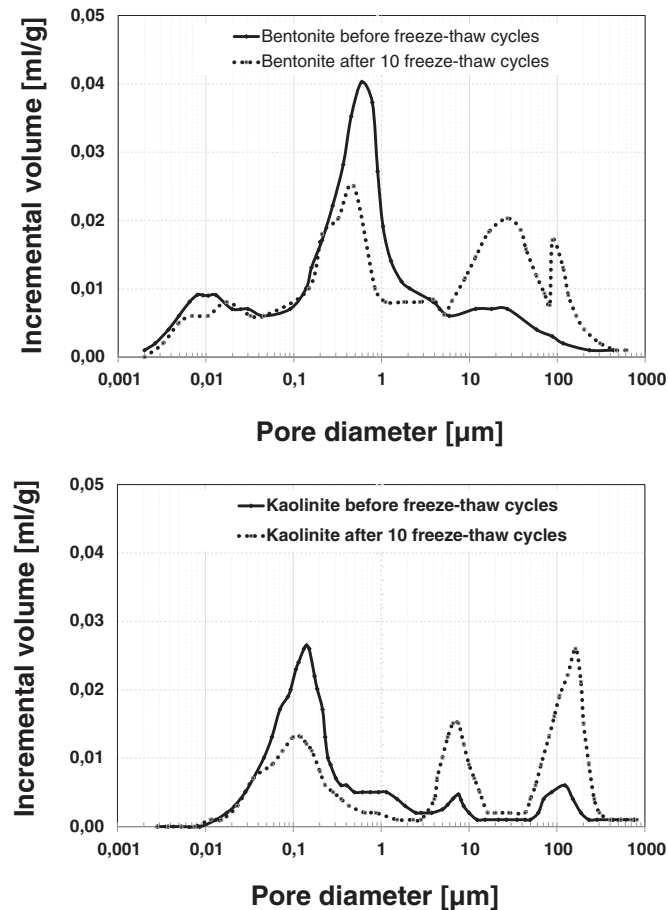 0,05
0,04
0,03
0,02
0,01
0,00
Incremental volume [ml/g]
Bentonite before freeze-thaw cycles
Bentonite after 10 freeze-thaw cycles
0,001 0,01 0,1 1 10 100 1000
Pore diameter [µm]
0,05
0,04
0,03
0,02
0,01
0,00
Incremental volume [ml/g]
Kaolinite before freeze-thaw cycles
Kaolinite after 10 freeze-thaw cycles
0,001 0,01 0,1 1 10 100 1000
Pore diameter [µm]